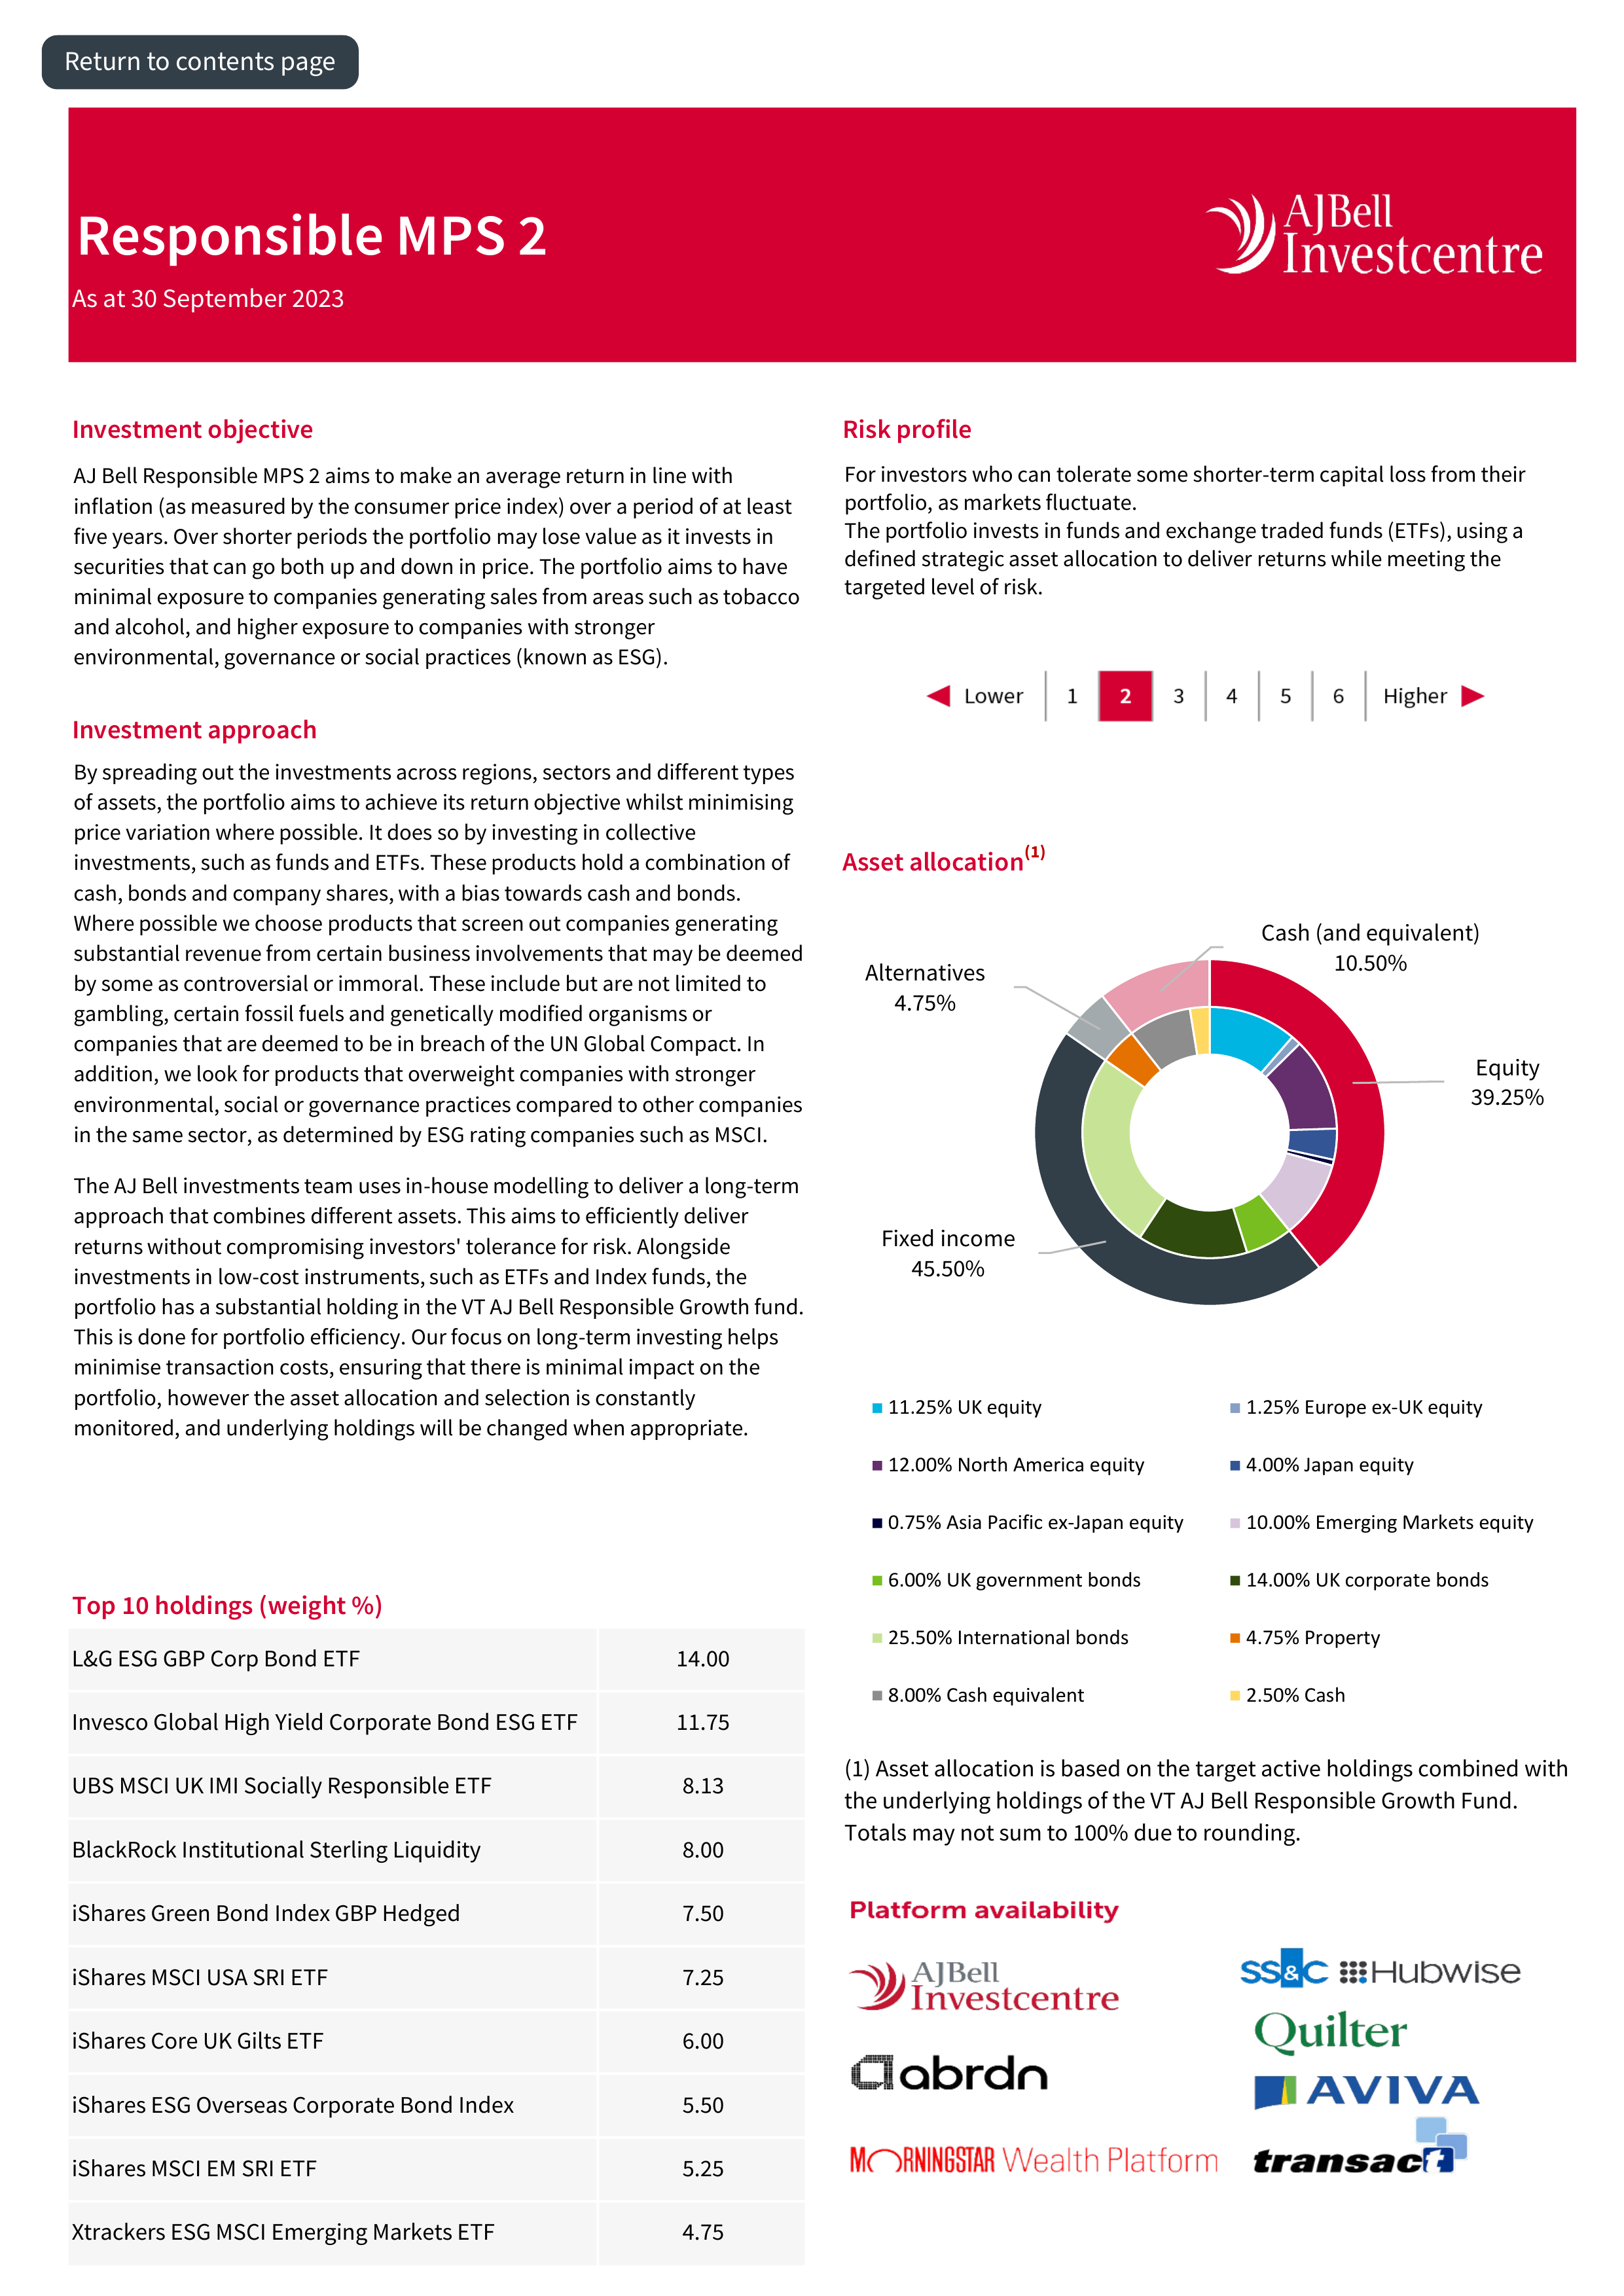 Return to contents page
Responsible MPS 2
As at 30 September 2023
AJBell
Investcentre
Investment objective
AJ Bell Responsible MPS 2 aims to make an average return in line with
inflation (as measured by the consumer price index) over a period of at least
five years. Over shorter periods the portfolio may lose value as it invests in
securities that can go both up and down in price. The portfolio aims to have
minimal exposure to companies generating sales from areas such as tobacco
and alcohol, and higher exposure to companies with stronger
environmental, governance or social practices (known as ESG).
Investment approach
By spreading out the investments across regions, sectors and different types
of assets, the portfolio aims to achieve its return objective whilst minimising
price variation where possible. It does so by investing in collective
investments, such as funds and ETFs. These products hold a combination of
cash, bonds and company shares, with a bias towards cash and bonds.
Where possible we choose products that screen out companies generating
substantial revenue from certain business involvements that may be deemed
by some as controversial or immoral. These include but are not limited to
gambling, certain fossil fuels and genetically modified organisms or
companies that are deemed to be in breach of the UN Global Compact. In
addition, we look for products that overweight companies with stronger
environmental, social or governance practices compared to other companies
in the same sector, as determined by ESG rating companies such as MSCI.
The AJ Bell investments team uses in-house modelling to deliver a long-term
approach that combines different assets. This aims to efficiently deliver
returns without compromising investors' tolerance for risk. Alongside
investments in low-cost instruments, such as ETFs and Index funds, the
portfolio has a substantial holding in the VT AJ Bell Responsible Growth fund.
This is done for portfolio efficiency. Our focus on long-term investing helps
minimise transaction costs, ensuring that there is minimal impact on the
portfolio, however the asset allocation and selection is constantly
monitored, and underlying holdings will be changed when appropriate.
Top 10 holdings (weight %)
L&G ESG GBP Corp Bond ETF 14.00
Invesco Global High Yield Corporate Bond ESG ETF 11.75
UBS MSCI UK IMI Socially Responsible ETF 8.13
BlackRock Institutional Sterling Liquidity 8.00
iShares Green Bond Index GBP Hedged 7.50
iShares MSCI USA SRI ETF 7.25
iShares Core UK Gilts ETF 6.00
iShares ESG Overseas Corporate Bond Index 5.50
iShares MSCI EM SRI ETF 5.25
Xtrackers ESG MSCI Emerging Markets ETF 4.75
Risk profile
For investors who can tolerate some shorter-term capital loss from their
portfolio, as markets fluctuate.
The portfolio invests in funds and exchange traded funds (ETFs), using a
defined strategic asset allocation to deliver returns while meeting the
targeted level of risk.
Lower 1 2 3 4 5 6 Higher
Asset allocation(1)
Cash (and equivalent)
10.50%
Alternatives
4.75%
Equity
39.25%
Fixed income
45.50%
11.25% UK equity 1.25% Europe ex-UK equity
12.00% North America equity 4.00% Japan equity
0.75% Asia Pacific ex-Japan equity 10.00% Emerging Markets equity
6.00% UK government bonds 14.00% UK corporate bonds
25.50% International bonds 4.75% Property
8.00% Cash equivalent 2.50% Cash
(1) Asset allocation is based on the target active holdings combined with
the underlying holdings of the VT AJ Bell Responsible Growth Fund.
Totals may not sum to 100% due to rounding.
Platform availability
AJBell
Investcentre
SS&C Hubwise
Quilter
abrdn
AVIVA
MORNINGSTAR Wealth Platform
transact